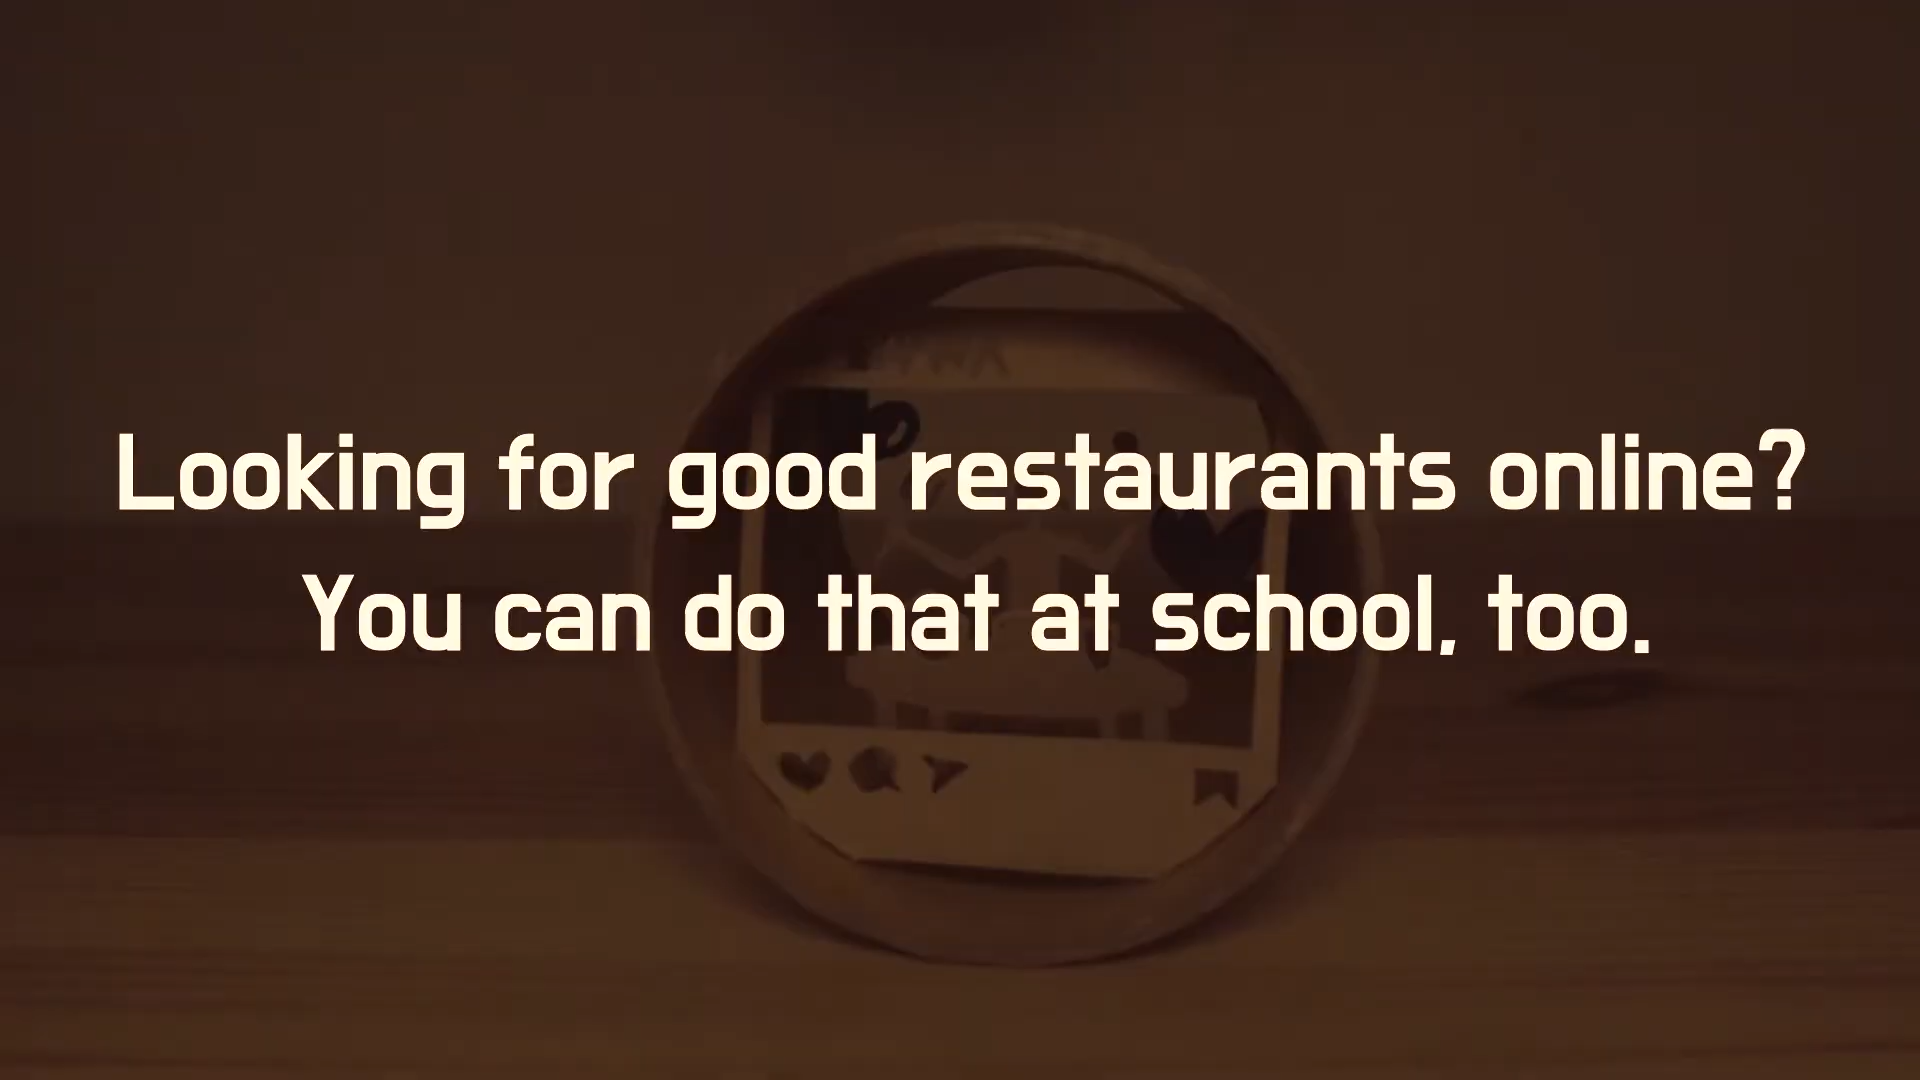 Looking for good restaurants online?
You can do that at school, too.